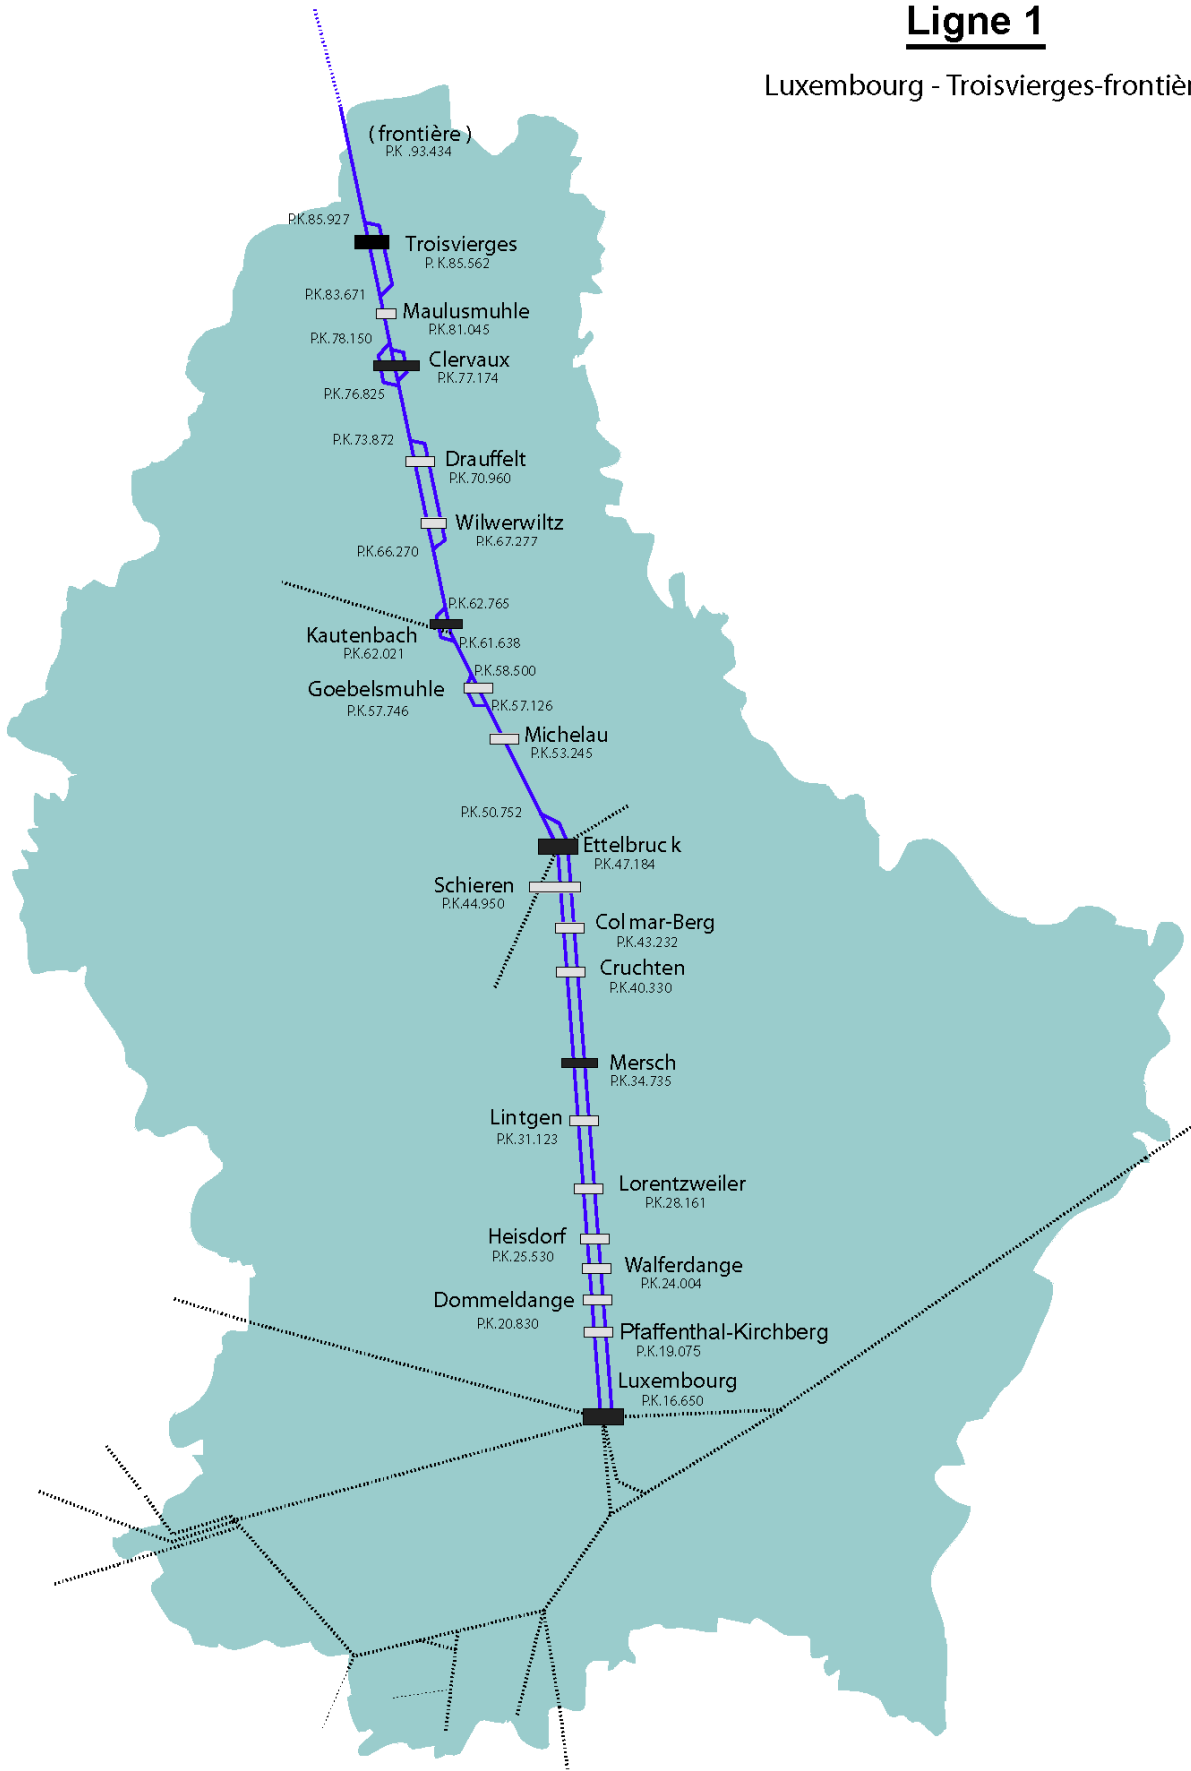 Ligne 1
Luxembourg - Troisvierges-frontièr
(frontière)
P.K .93.434
P.K.85.927
Troisvierges
P. K.85.562
P.K.83.671
Maulusmuhle
P.K.81.045
P.K.78.150
Clervaux
P.K.77.174
P.K.76.825
P.K.73.872
Drauffelt
P.K.70.960
Wilwerwiltz
P.K.67.277
P.K.66.270
P.K.62.765
Kautenbach
P.K.61.638
P.K.62.021
P.K.58.500
Goebelsmuhle
P.K.57.126
P.K.57.746
Michelau
P.K.53.245
P.K.50.752
Ettelbruck
P.K.47.184
Schieren
P.K.44.950
Colmar-Berg
P.K.43.232
Cruchten
P.K.40.330
Mersch
P.K.34.735
Lintgen
P.K.31.123
Lorentzweiler
P.K.28.161
Heisdorf
P.K.25.530
Walferdange
P.K.24.004
Dommeldange
P.K.20.830
Pfaffenthal-Kirchberg
P.K.19.075
Luxembourg
P.K.16.650